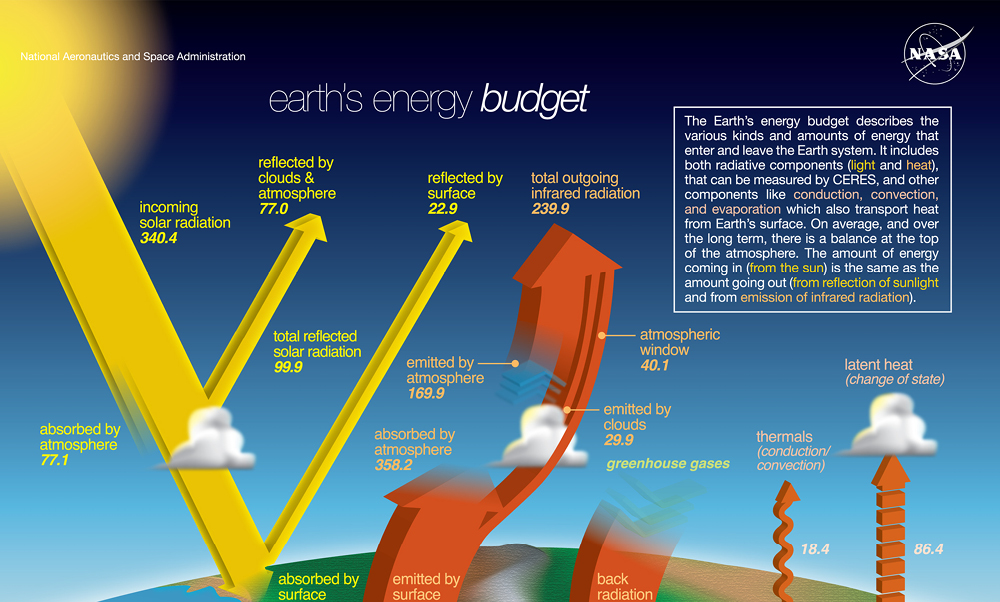 National Aeronautics and Space Administration
NASA
earth's energy budget
The Earth's energy budget describes the
various kinds and amounts of energy that
enter and leave the Earth system. It includes
both radiative components (light and heat),
that can be measured by CERES, and other
components like conduction, convection,
and evaporation which also transport heat
from Earth's surface. On average, and over
the long term, there is a balance at the top
of the atmosphere. The amount of energy
coming in (from the sun) is the same as the
amount going out (from reflection of sunlight
and from emission of infrared radiation).
incoming
solar radiation
340.4
reflected by
clouds &
atmosphere
77.0
reflected by
surface
22.9
total outgoing
infrared radiation
239.9
total reflected
solar radiation
99.9
emitted by
atmosphere
169.9
atmospheric
window
40.1
latent heat
(change of state)
absorbed by
atmosphere
77.1
absorbed by
atmosphere
358.2
emitted by
clouds
29.9
greenhouse gases
thermals
(conduction/
convection)
18.4
86.4
absorbed by
surface
emitted by
surface
back
radiation